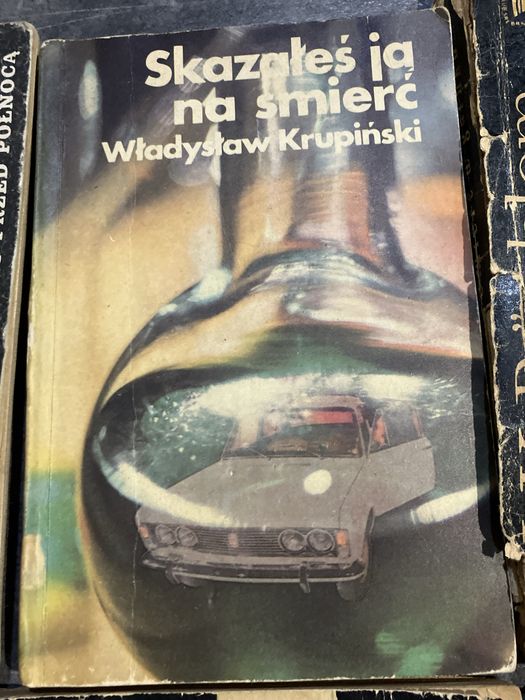 Skazałeś ją
na śmierć
Władysław Krupiński
PRZED PÓŁNOCĄ